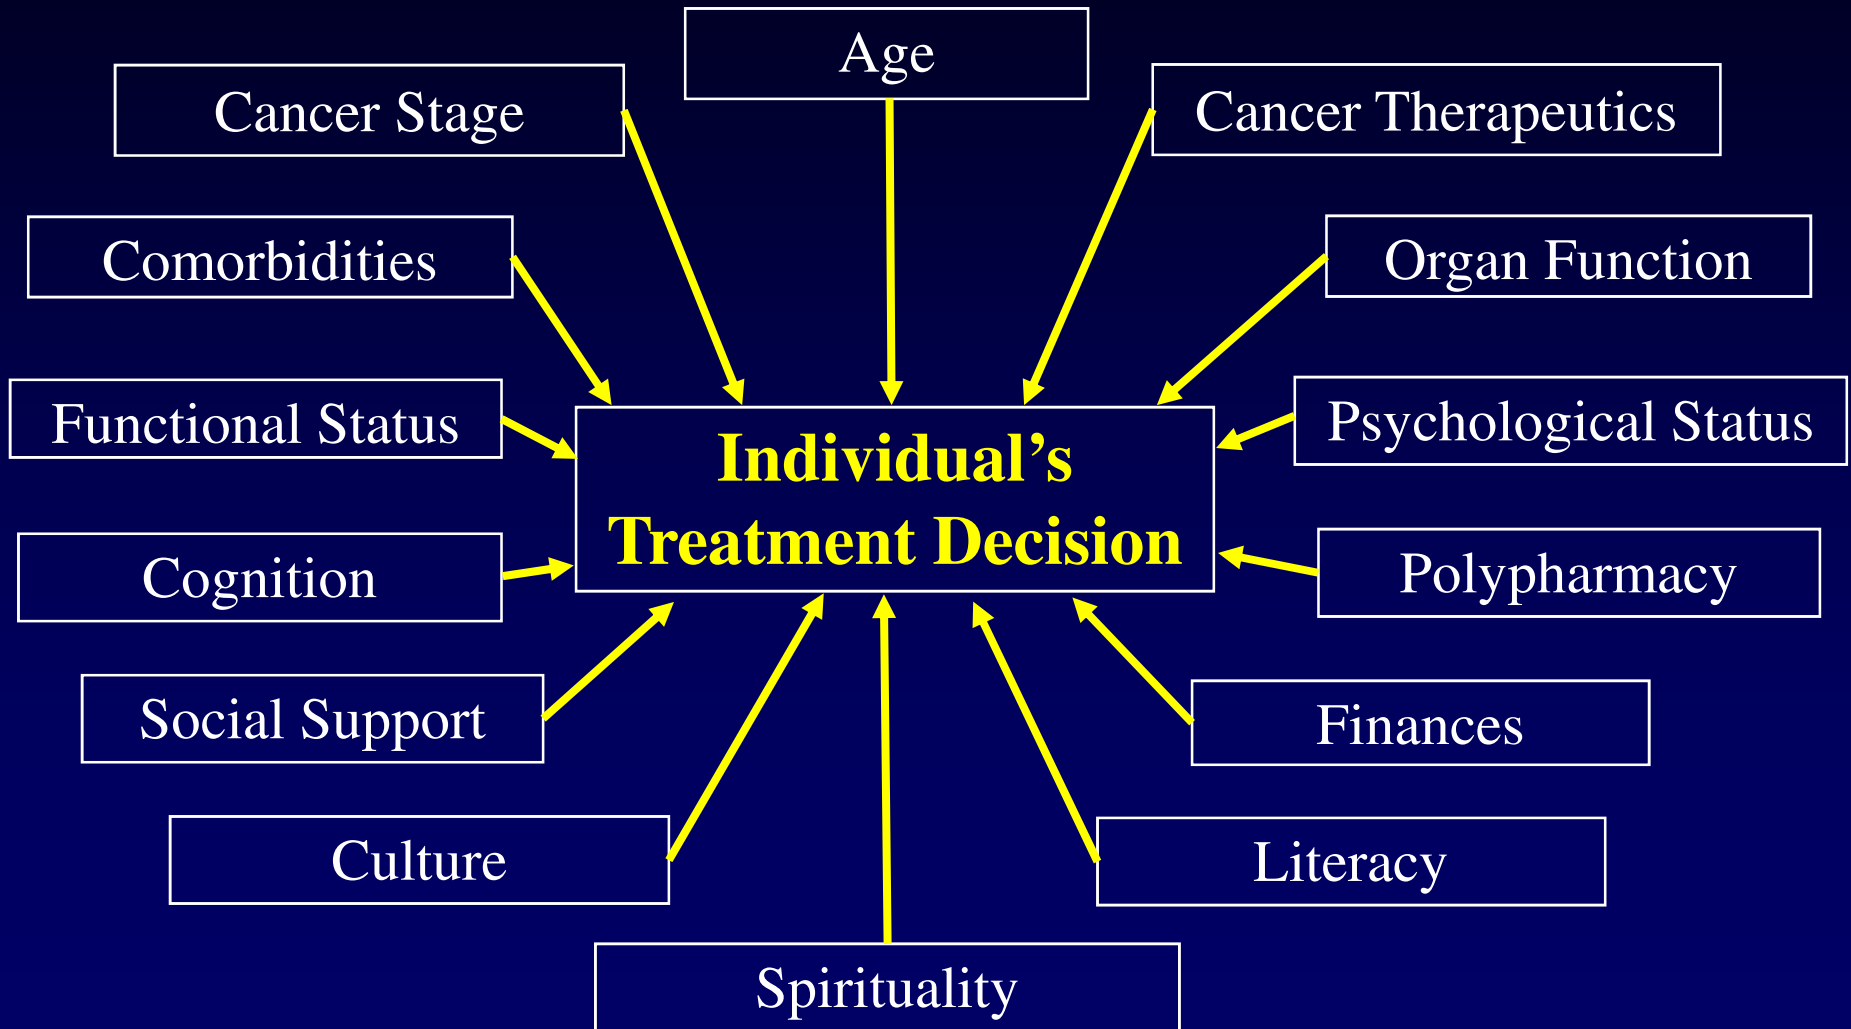 Age
Cancer Stage
Cancer Therapeutics
Comorbidities
Organ Function
Functional Status
Psychological Status
Individual’s
Treatment Decision
Cognition
Polypharmacy
Social Support
Finances
Culture
Literacy
Spirituality